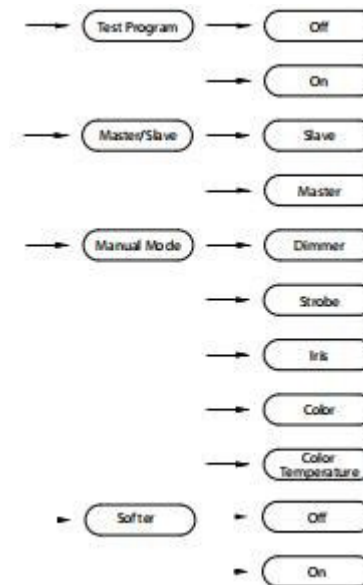 Test Program Off
On
Master/Slave Slave
Master
Manual Mode Dimmer
Strobe
Iris
Color
Color
Temperature
Softer Off
On